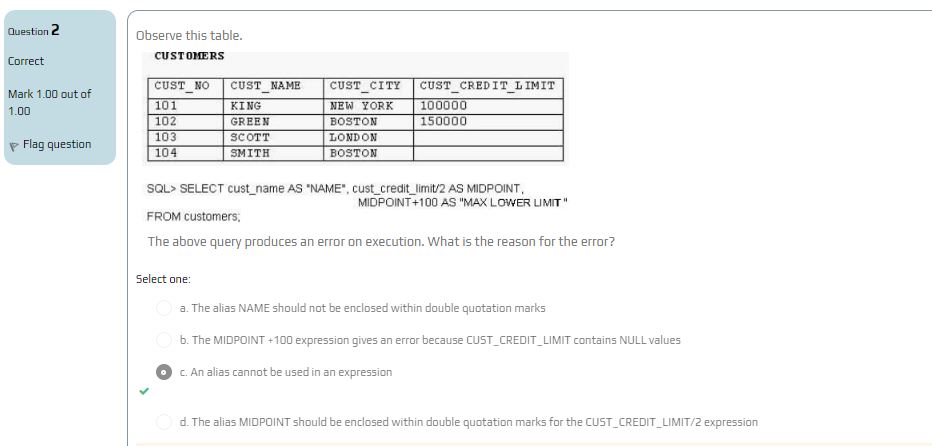 Question 2
Correct
Mark 1.00 out of
1.00
Flag question
Observe this table.
CUSTOMERS
CUST_NO CUST_NAME CUST_CITY CUST_CREDIT_LIMIT
101 KING NEW YORK 100000
102 GREEN BOSTON 150000
103 SCOTT LONDON
104 SMITH BOSTON
SQL> SELECT cust_name AS "NAME", cust_credit_limit/2 AS MIDPOINT,
MIDPOINT+100 AS "MAX LOWER LIMIT"
FROM customers;
The above query produces an error on execution. What is the reason for the error?
Select one:
a. The alias NAME should not be enclosed within double quotation marks
b. The MIDPOINT +100 expression gives an error because CUST_CREDIT_LIMIT contains NULL values
c. An alias cannot be used in an expression
d. The alias MIDPOINT should be enclosed within double quotation marks for the CUST_CREDIT_LIMIT/2 expression